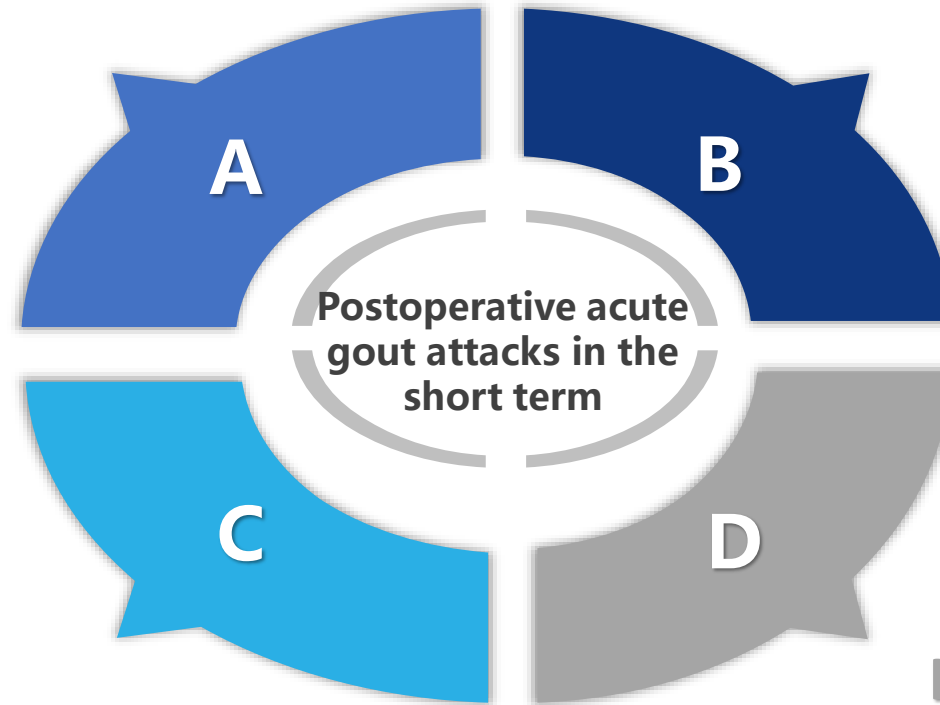 A
B
Postoperative acute
gout attacks in the
short term
C
D